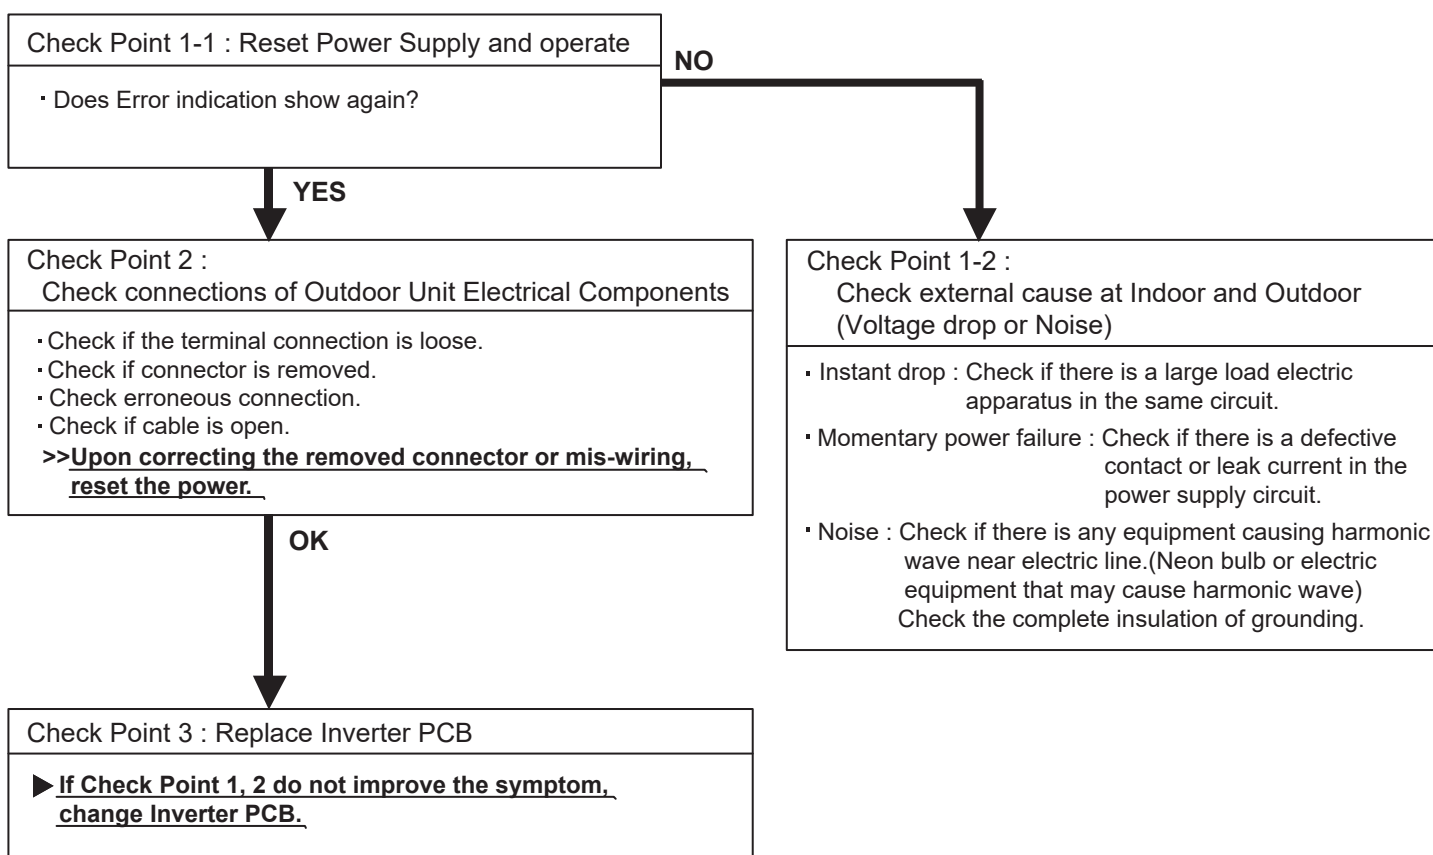 Check Point 1-1 : Reset Power Supply and operate
・Does Error indication show again?
NO
YES
Check Point 2 :
Check connections of Outdoor Unit Electrical Components
・Check if the terminal connection is loose.
・Check if connector is removed.
・Check erroneous connection.
・Check if cable is open.
>>Upon correcting the removed connector or mis-wiring,
reset the power.
Check Point 1-2 :
Check external cause at Indoor and Outdoor
(Voltage drop or Noise)
・Instant drop : Check if there is a large load electric
apparatus in the same circuit.
・Momentary power failure : Check if there is a defective
contact or leak current in the
power supply circuit.
・Noise : Check if there is any equipment causing harmonic
wave near electric line.(Neon bulb or electric
equipment that may cause harmonic wave)
Check the complete insulation of grounding.
OK
Check Point 3 : Replace Inverter PCB
▶If Check Point 1, 2 do not improve the symptom,
change Inverter PCB.